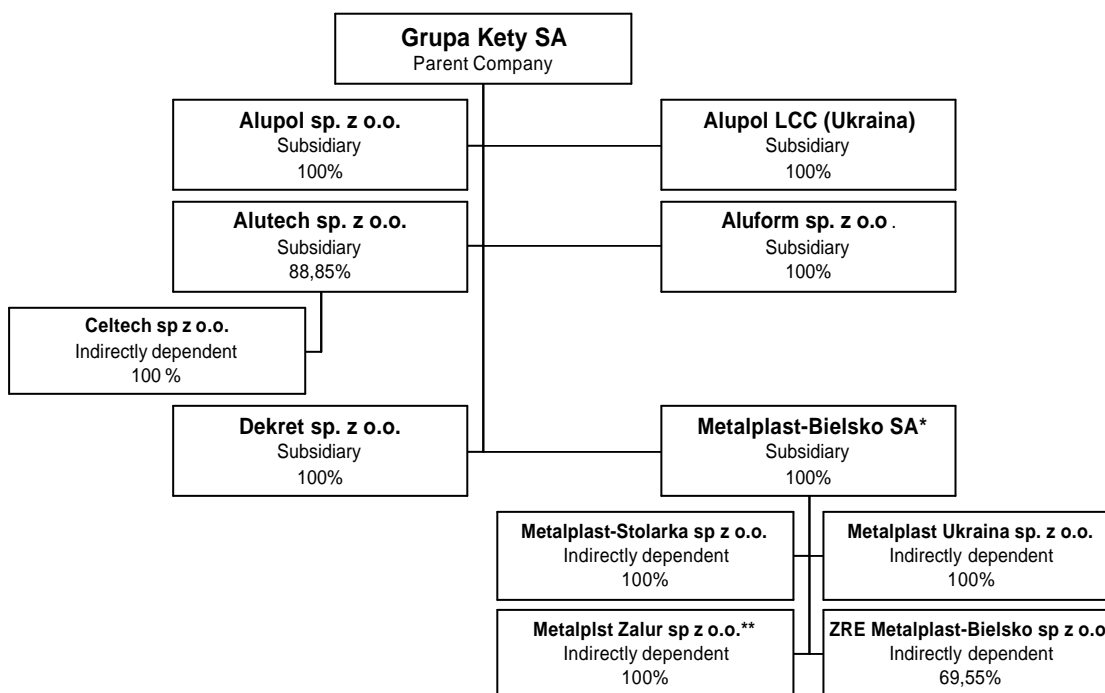 Grupa Kety SA
Parent Company
Alupol sp. z o.o.
Subsidiary
100%
Alupol LCC (Ukraina)
Subsidiary
100%
Alutech sp. z o.o.
Subsidiary
88,85%
Aluform sp. z o.o .
Subsidiary
100%
Celtech sp z o.o.
Indirectly dependent
100 %
Dekret sp. z o.o.
Subsidiary
100%
Metalplast-Bielsko SA*
Subsidiary
100%
Metalplast-Stolarka sp z o.o.
Indirectly dependent
100%
Metalplast Ukraina sp. z o.o.
Indirectly dependent
100%
Metalplst Zalur sp z o.o.**
Indirectly dependent
100%
ZRE Metalplast-Bielsko sp z o.o
Indirectly dependent
69,55%